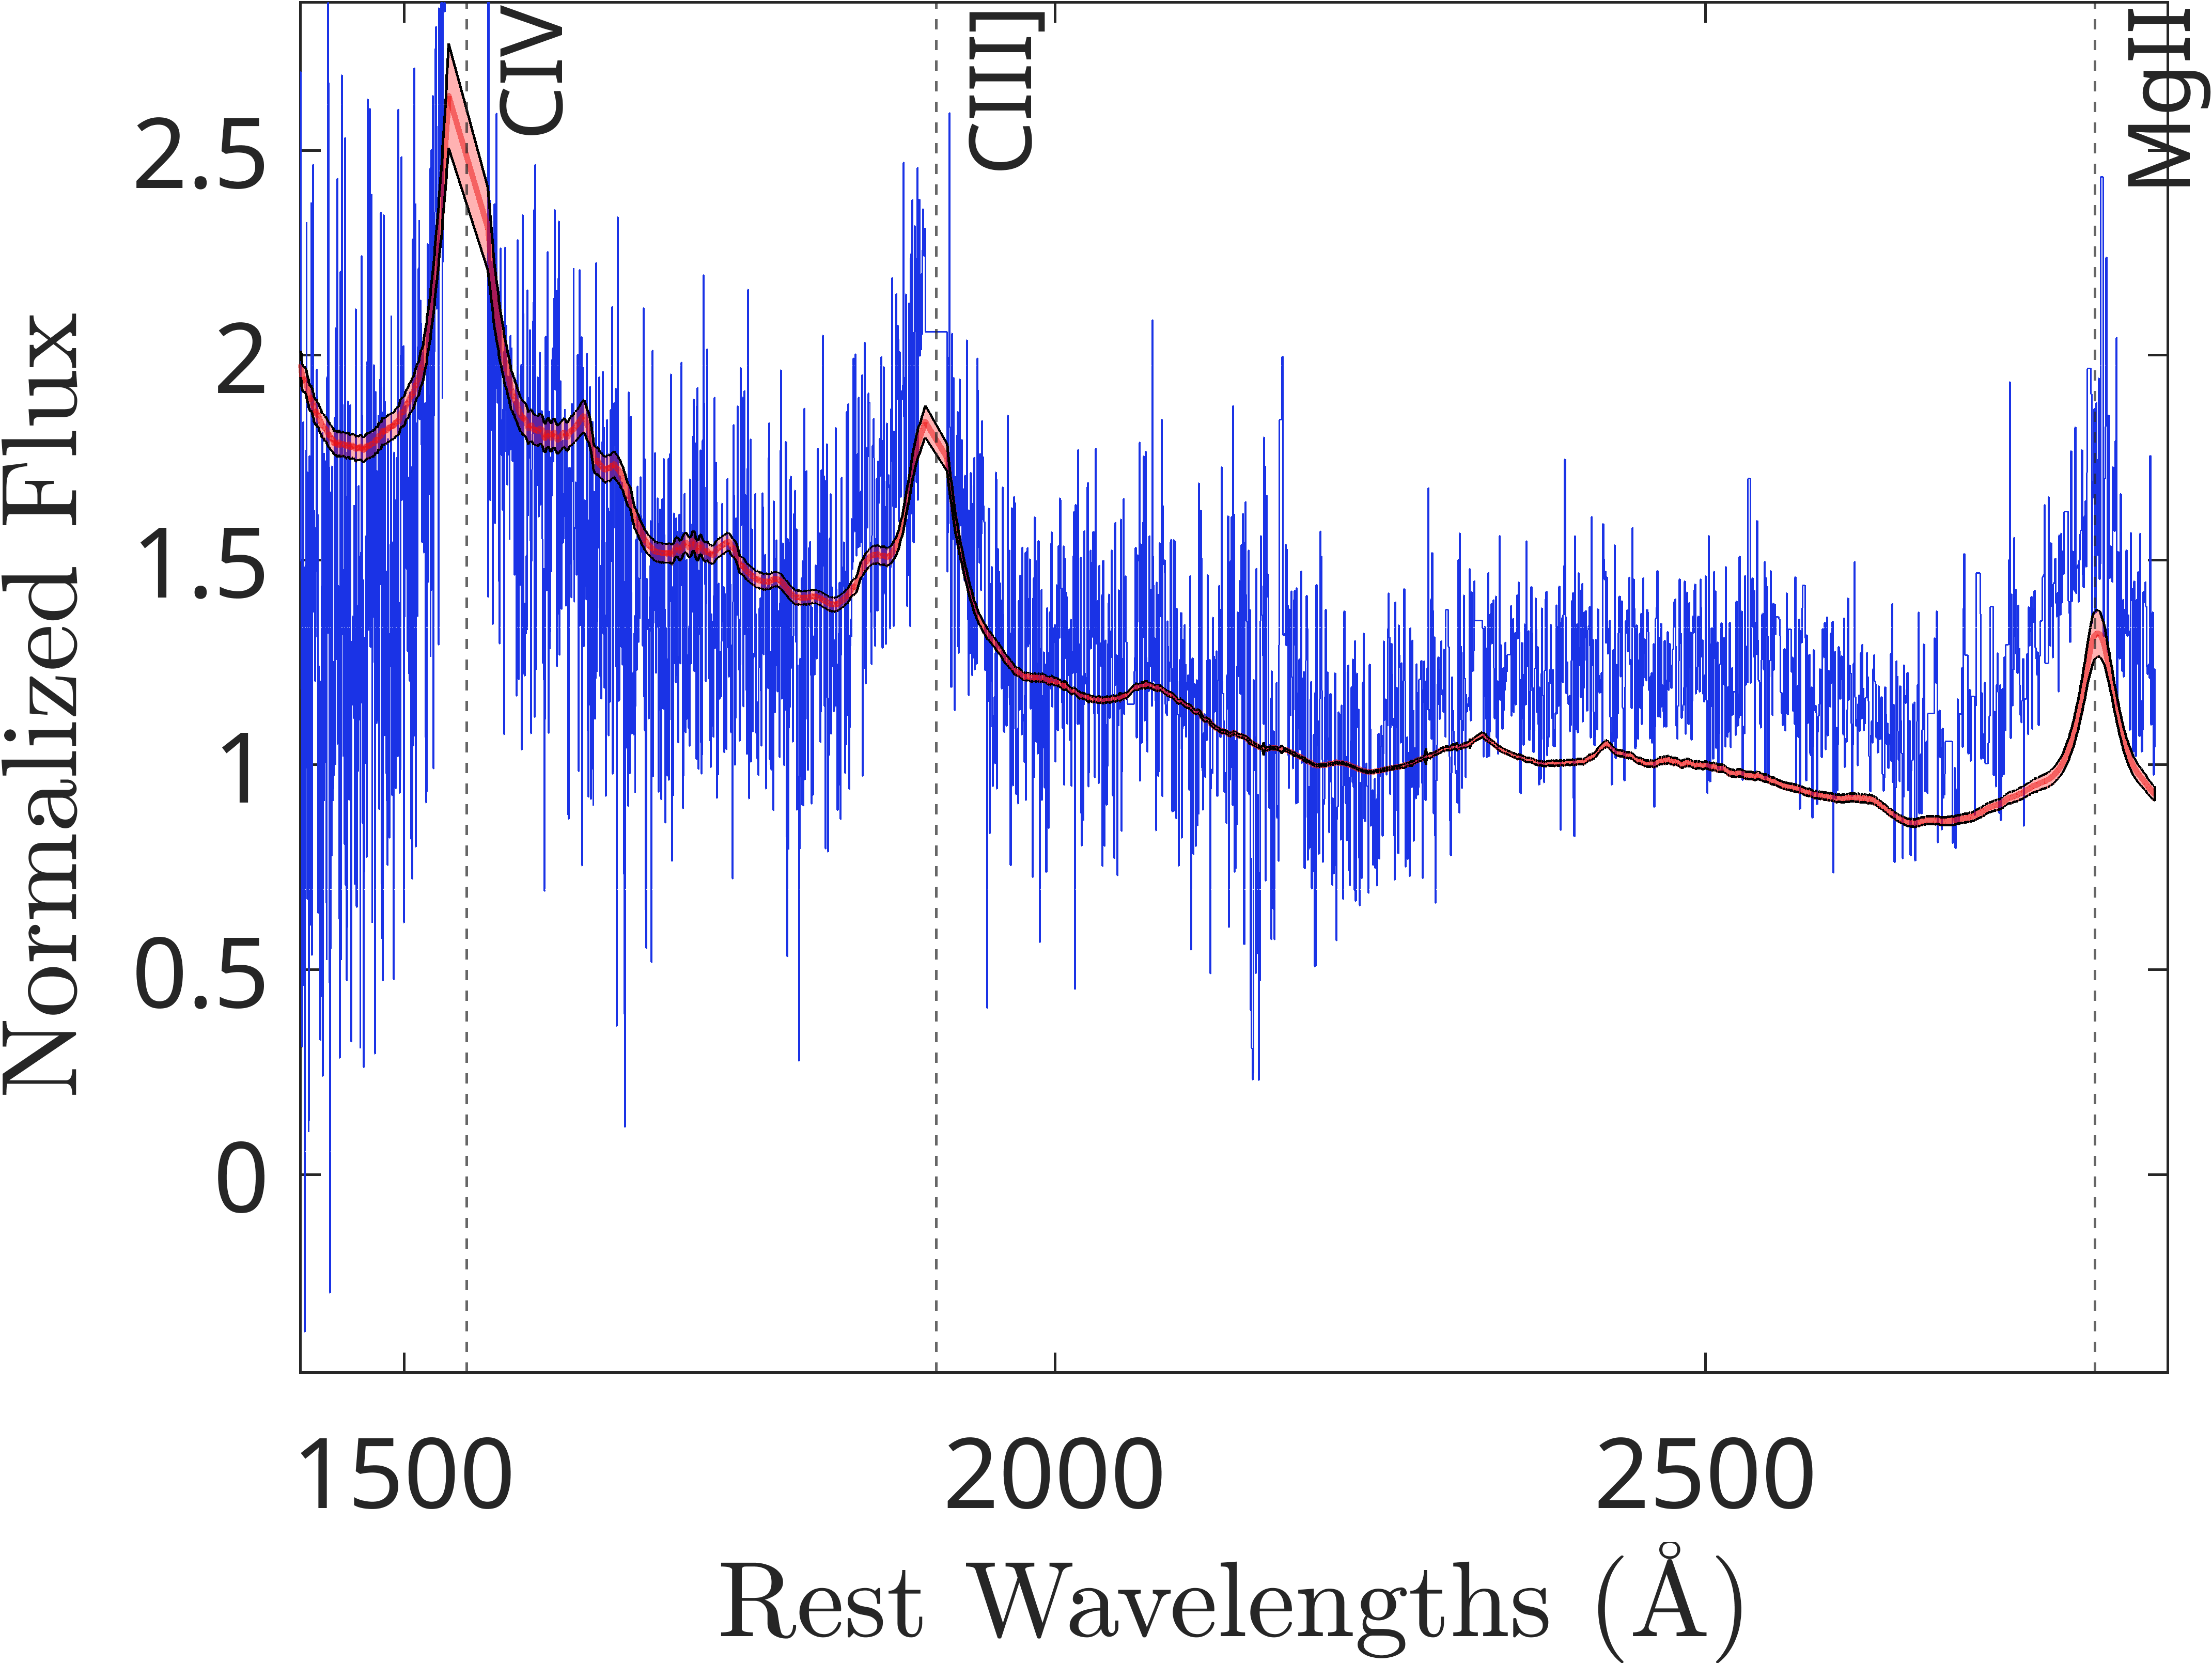 CIV
CIII]
MgII
Normalized Flux
2.5
2
1.5
1
0.5
0
1500 2000 2500
Rest Wavelengths (Å)